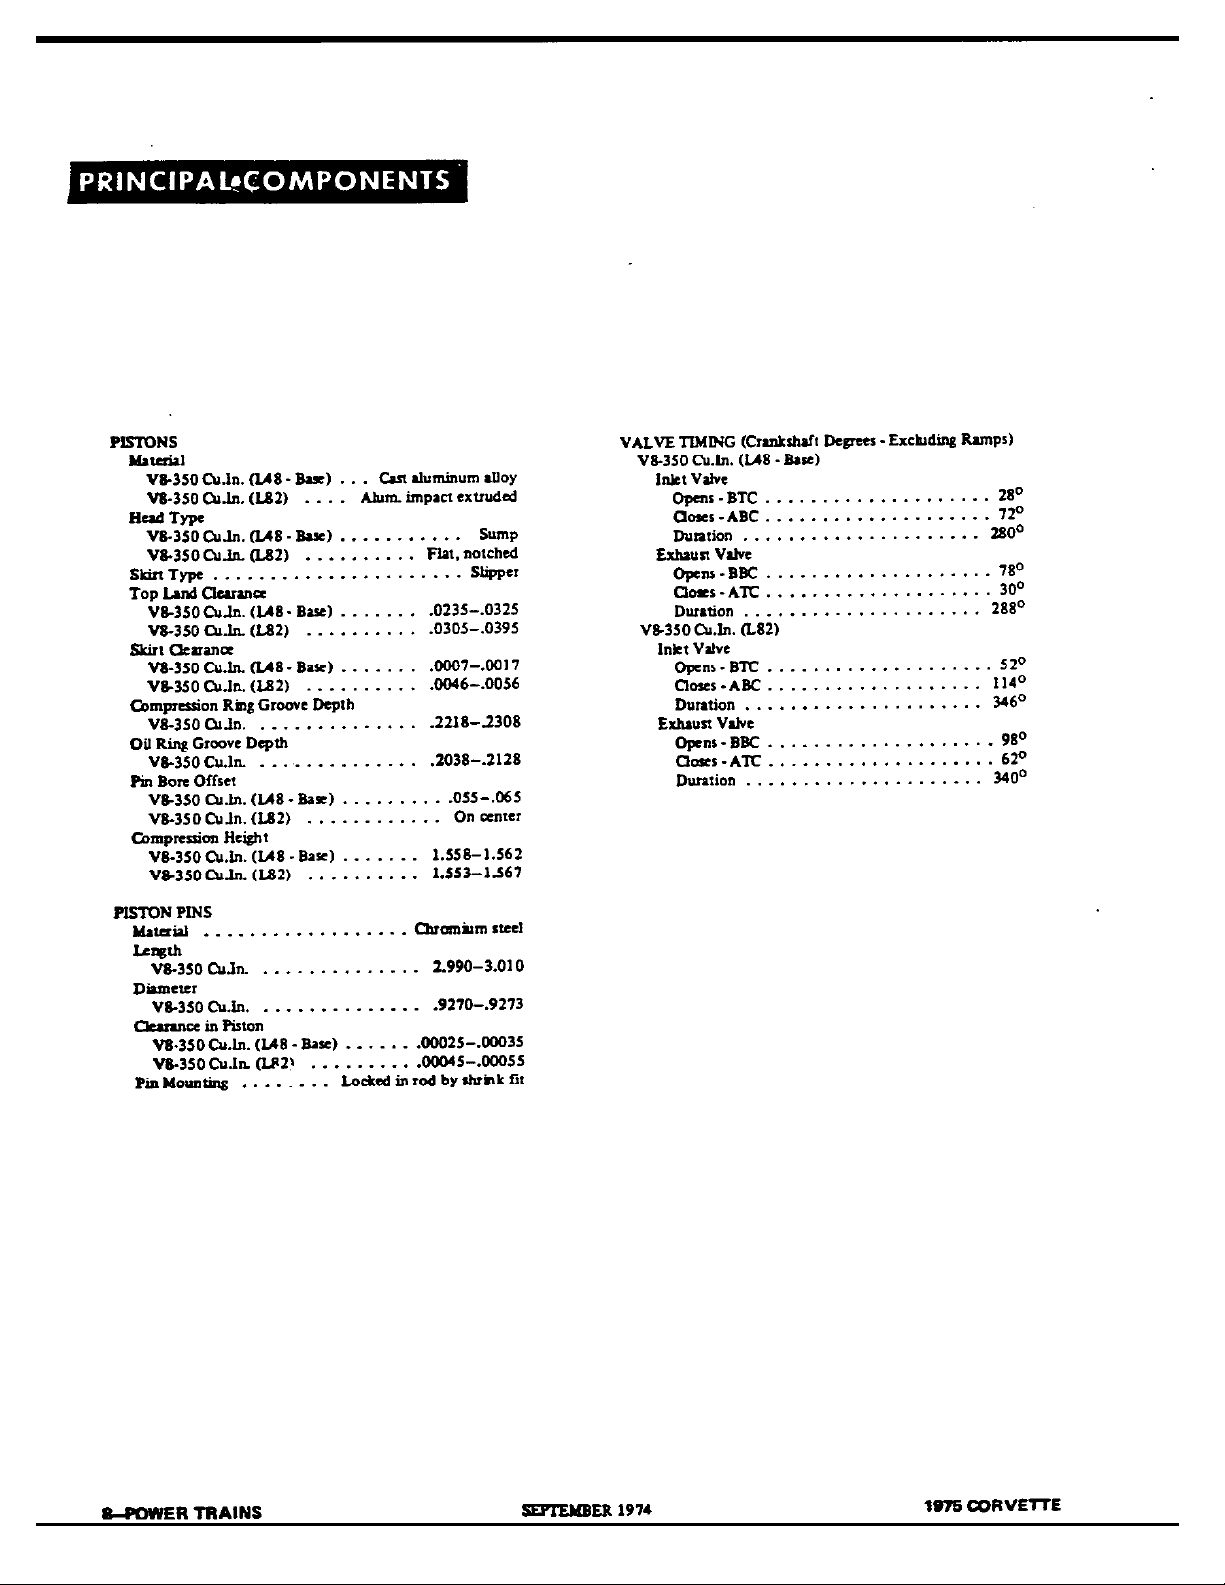 PRINCIPAL COMPONENTS
PISTONS
Material
V8-350 Cu.In. (L48 - Base) . . . Cast aluminum alloy
V8-350 Cu.In. (L82) . . . . Alum. impact extruded
Head Type
V8-350 Cu.In. (L48 - Base) . . . . . . . . . . . Sump
V8-350 Cu.In. (L82) . . . . . . . . . . Flat, notched
Skirt Type . . . . . . . . . . . . . . . . . . . . . . Slipper
Top Land Clearance
V8-350 Cu.In. (L48 - Base) . . . . . . . .0235-.0325
V8-350 Cu.In. (L82) . . . . . . . . . . .0305-.0395
Skirt Clearance
V8-350 Cu.In. (L48 - Base) . . . . . . . .0007-.0017
V8-350 Cu.In. (L82) . . . . . . . . . . .0046-.0056
Compression Ring Groove Depth
V8-350 Cu.In. . . . . . . . . . . . . . . .2218-.2308
Oil Ring Groove Depth
V8-350 Cu.In. . . . . . . . . . . . . . . .2038-.2128
Pin Bore Offset
V8-350 Cu.In. (L48 - Base) . . . . . . . . . .055-.065
V8-350 Cu.In. (L82) . . . . . . . . . . . . On center
Compression Height
V8-350 Cu.In. (L48 - Base) . . . . . . . 1.558-1.562
V8-350 Cu.In. (L82) . . . . . . . . . . 1.553-1.567
PISTON PINS
Material . . . . . . . . . . . . . . . . . . Chromium steel
Length
V8-350 Cu.In. . . . . . . . . . . . . . . 2.990-3.010
Diameter
V8-350 Cu.In. . . . . . . . . . . . . . . .9270-.9273
Clearance in Piston
V8-350 Cu.In. (L48 - Base) . . . . . . .00025-.00035
V8-350 Cu.In. (L82) . . . . . . . . . .00045-.00055
Pin Mounting . . . . . . . . Locked in rod by shrink fit
VALVE TIMING (Crankshaft Degrees - Excluding Ramps)
V8-350 Cu.In. (L48 - Base)
Inlet Valve
Opens - BTC . . . . . . . . . . . . . . . . . . . . 28°
Closes - ABC . . . . . . . . . . . . . . . . . . . . 72°
Duration . . . . . . . . . . . . . . . . . . . . . 280°
Exhaust Valve
Opens - BBC . . . . . . . . . . . . . . . . . . . . 78°
Closes - ATC . . . . . . . . . . . . . . . . . . . . 30°
Duration . . . . . . . . . . . . . . . . . . . . . 288°
V8-350 Cu.In. (L82)
Inlet Valve
Opens - BTC . . . . . . . . . . . . . . . . . . . . 52°
Closes - ABC . . . . . . . . . . . . . . . . . . . 114°
Duration . . . . . . . . . . . . . . . . . . . . . 346°
Exhaust Valve
Opens - BBC . . . . . . . . . . . . . . . . . . . . 98°
Closes - ATC . . . . . . . . . . . . . . . . . . . . 62°
Duration . . . . . . . . . . . . . . . . . . . . . 340°
8—POWER TRAINS
SEPTEMBER 1974
1975 CORVETTE